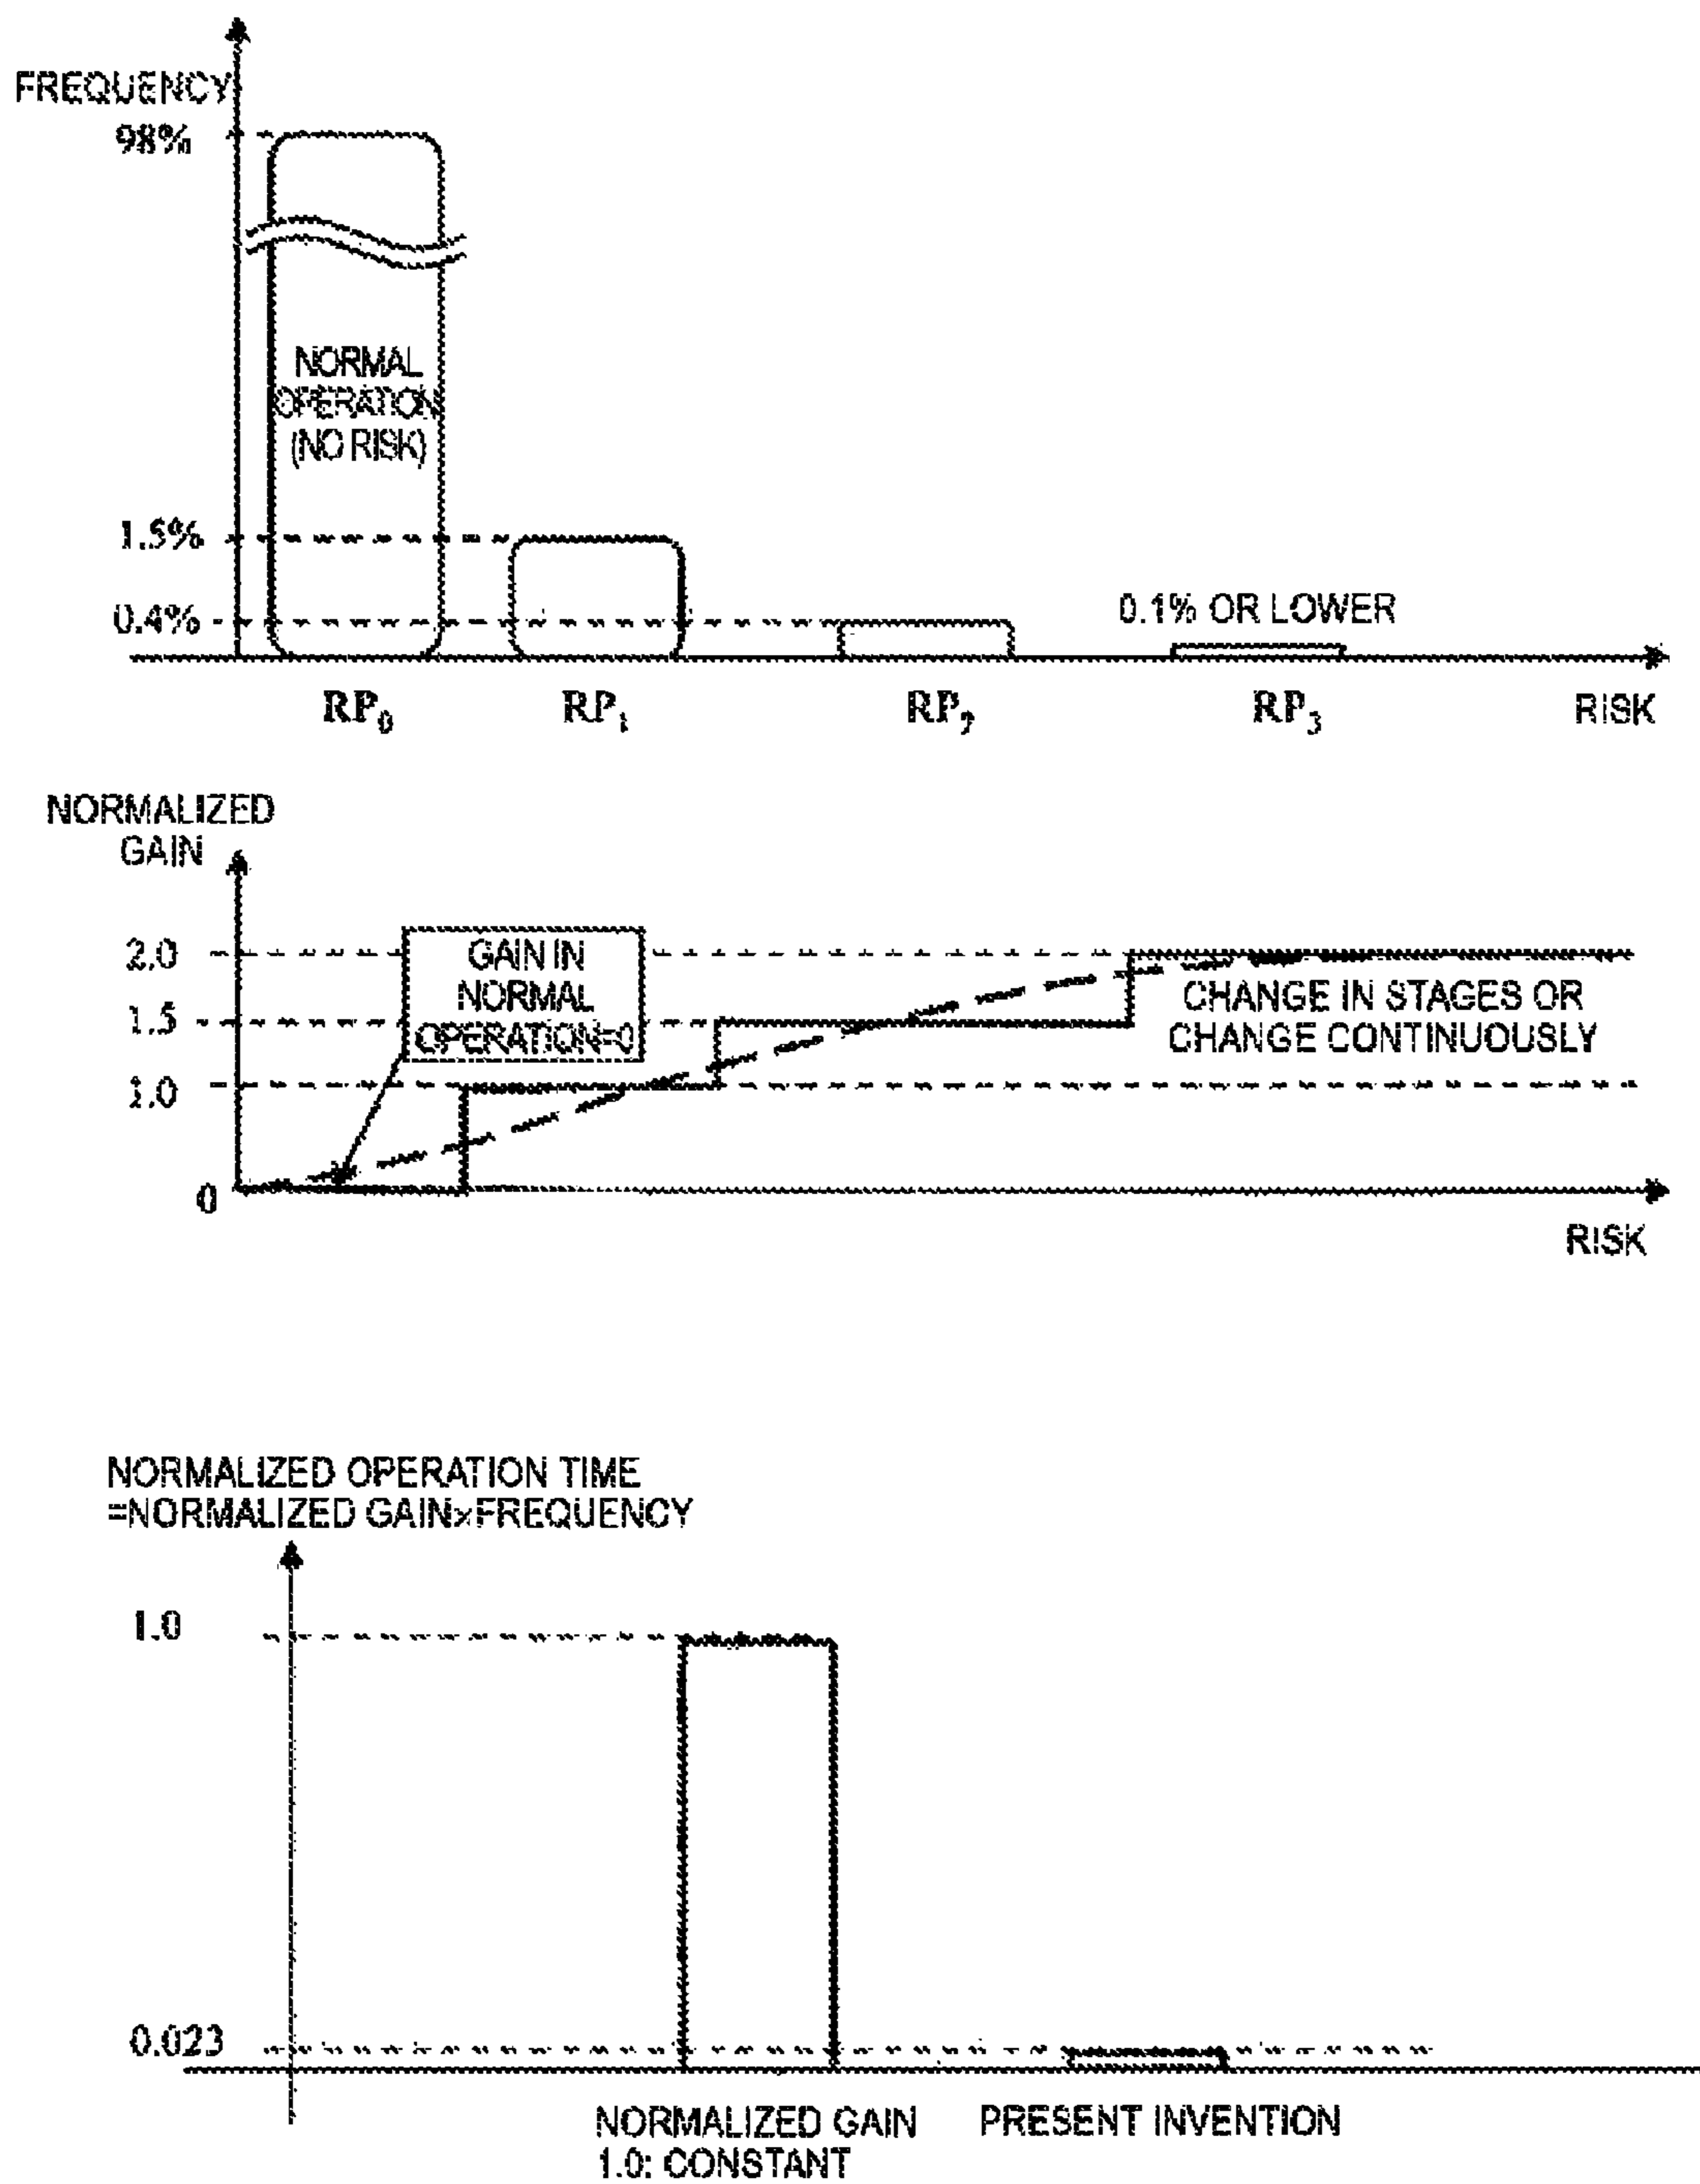 FREQUENCY
98%
NORMAL
OPERATION
(NO RISK)
1.5%
0.4%
0.1% OR LOWER
RP0 RP1 RP2 RP3 RISK
NORMALIZED
GAIN
2.0
1.5
1.0
0
GAIN IN
NORMAL
OPERATION=0
CHANGE IN STAGES OR
CHANGE CONTINUOUSLY
RISK
NORMALIZED OPERATION TIME
=NORMALIZED GAIN×FREQUENCY
1.0
0.023
NORMALIZED GAIN
1.0: CONSTANT
PRESENT INVENTION